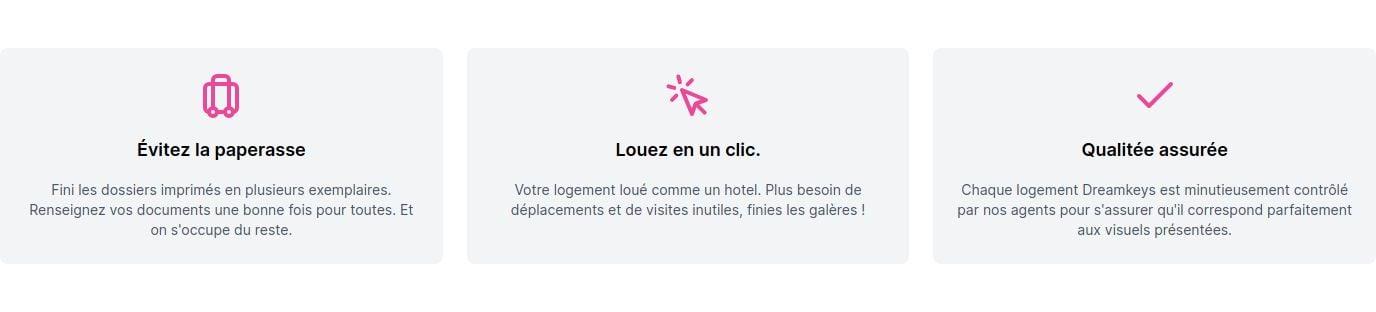 Évitez la paperasse
Fini les dossiers imprimés en plusieurs exemplaires.
Renseignez vos documents une bonne fois pour toutes. Et
on s'occupe du reste.
Louez en un clic.
Votre logement loué comme un hotel. Plus besoin de
déplacements et de visites inutiles, finies les galères !
Qualitée assurée
Chaque logement Dreamkeys est minutieusement contrôlé
par nos agents pour s'assurer qu'il correspond parfaitement
aux visuels présentées.